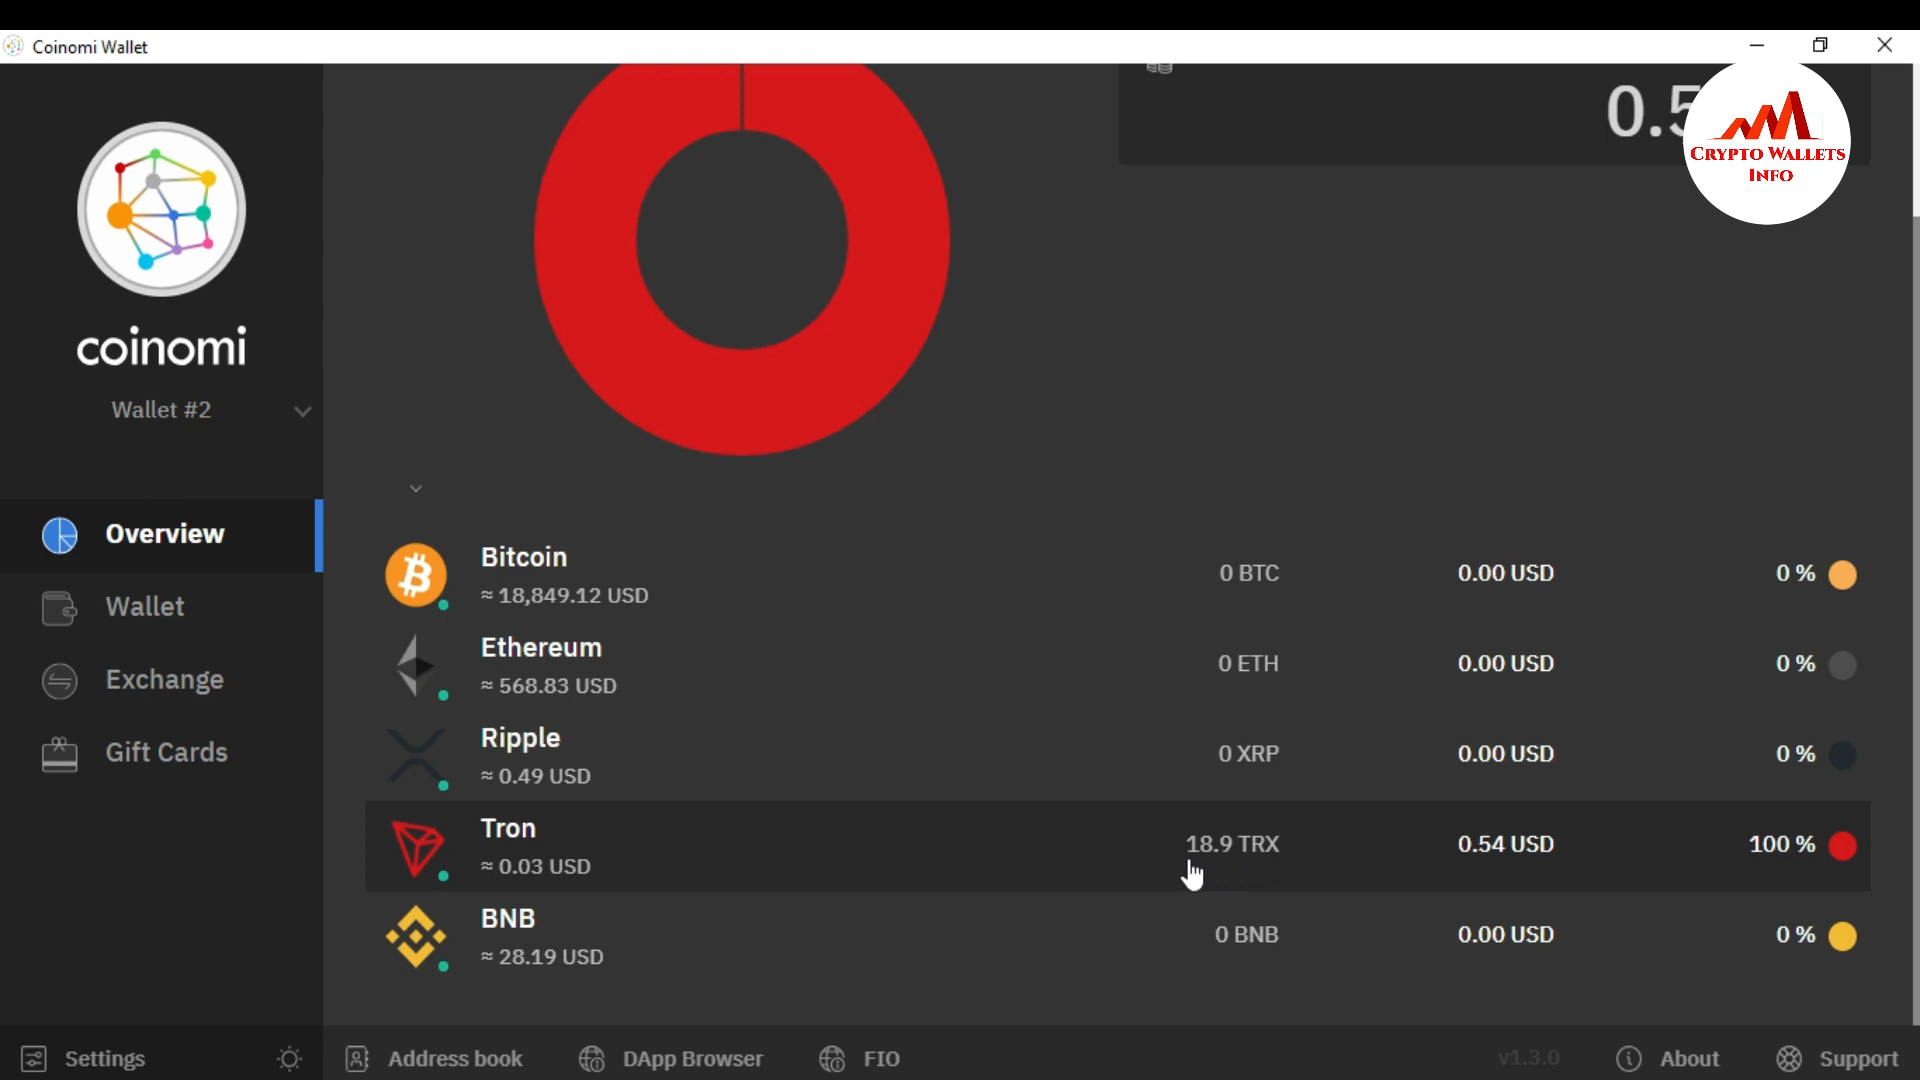 Coinomi Wallet
0.5
CRYPTO WALLETS
INFO
coinomi
Wallet #2
Overview
Wallet
Exchange
Gift Cards
Bitcoin
≈ 18,849.12 USD
0 BTC 0.00 USD 0 %
Ethereum
≈ 568.83 USD
0 ETH 0.00 USD 0 %
Ripple
≈ 0.49 USD
0 XRP 0.00 USD 0 %
Tron
≈ 0.03 USD
18.9 TRX 0.54 USD 100 %
BNB
≈ 28.19 USD
0 BNB 0.00 USD 0 %
Settings Address book DApp Browser FIO v1.3.0 About Support